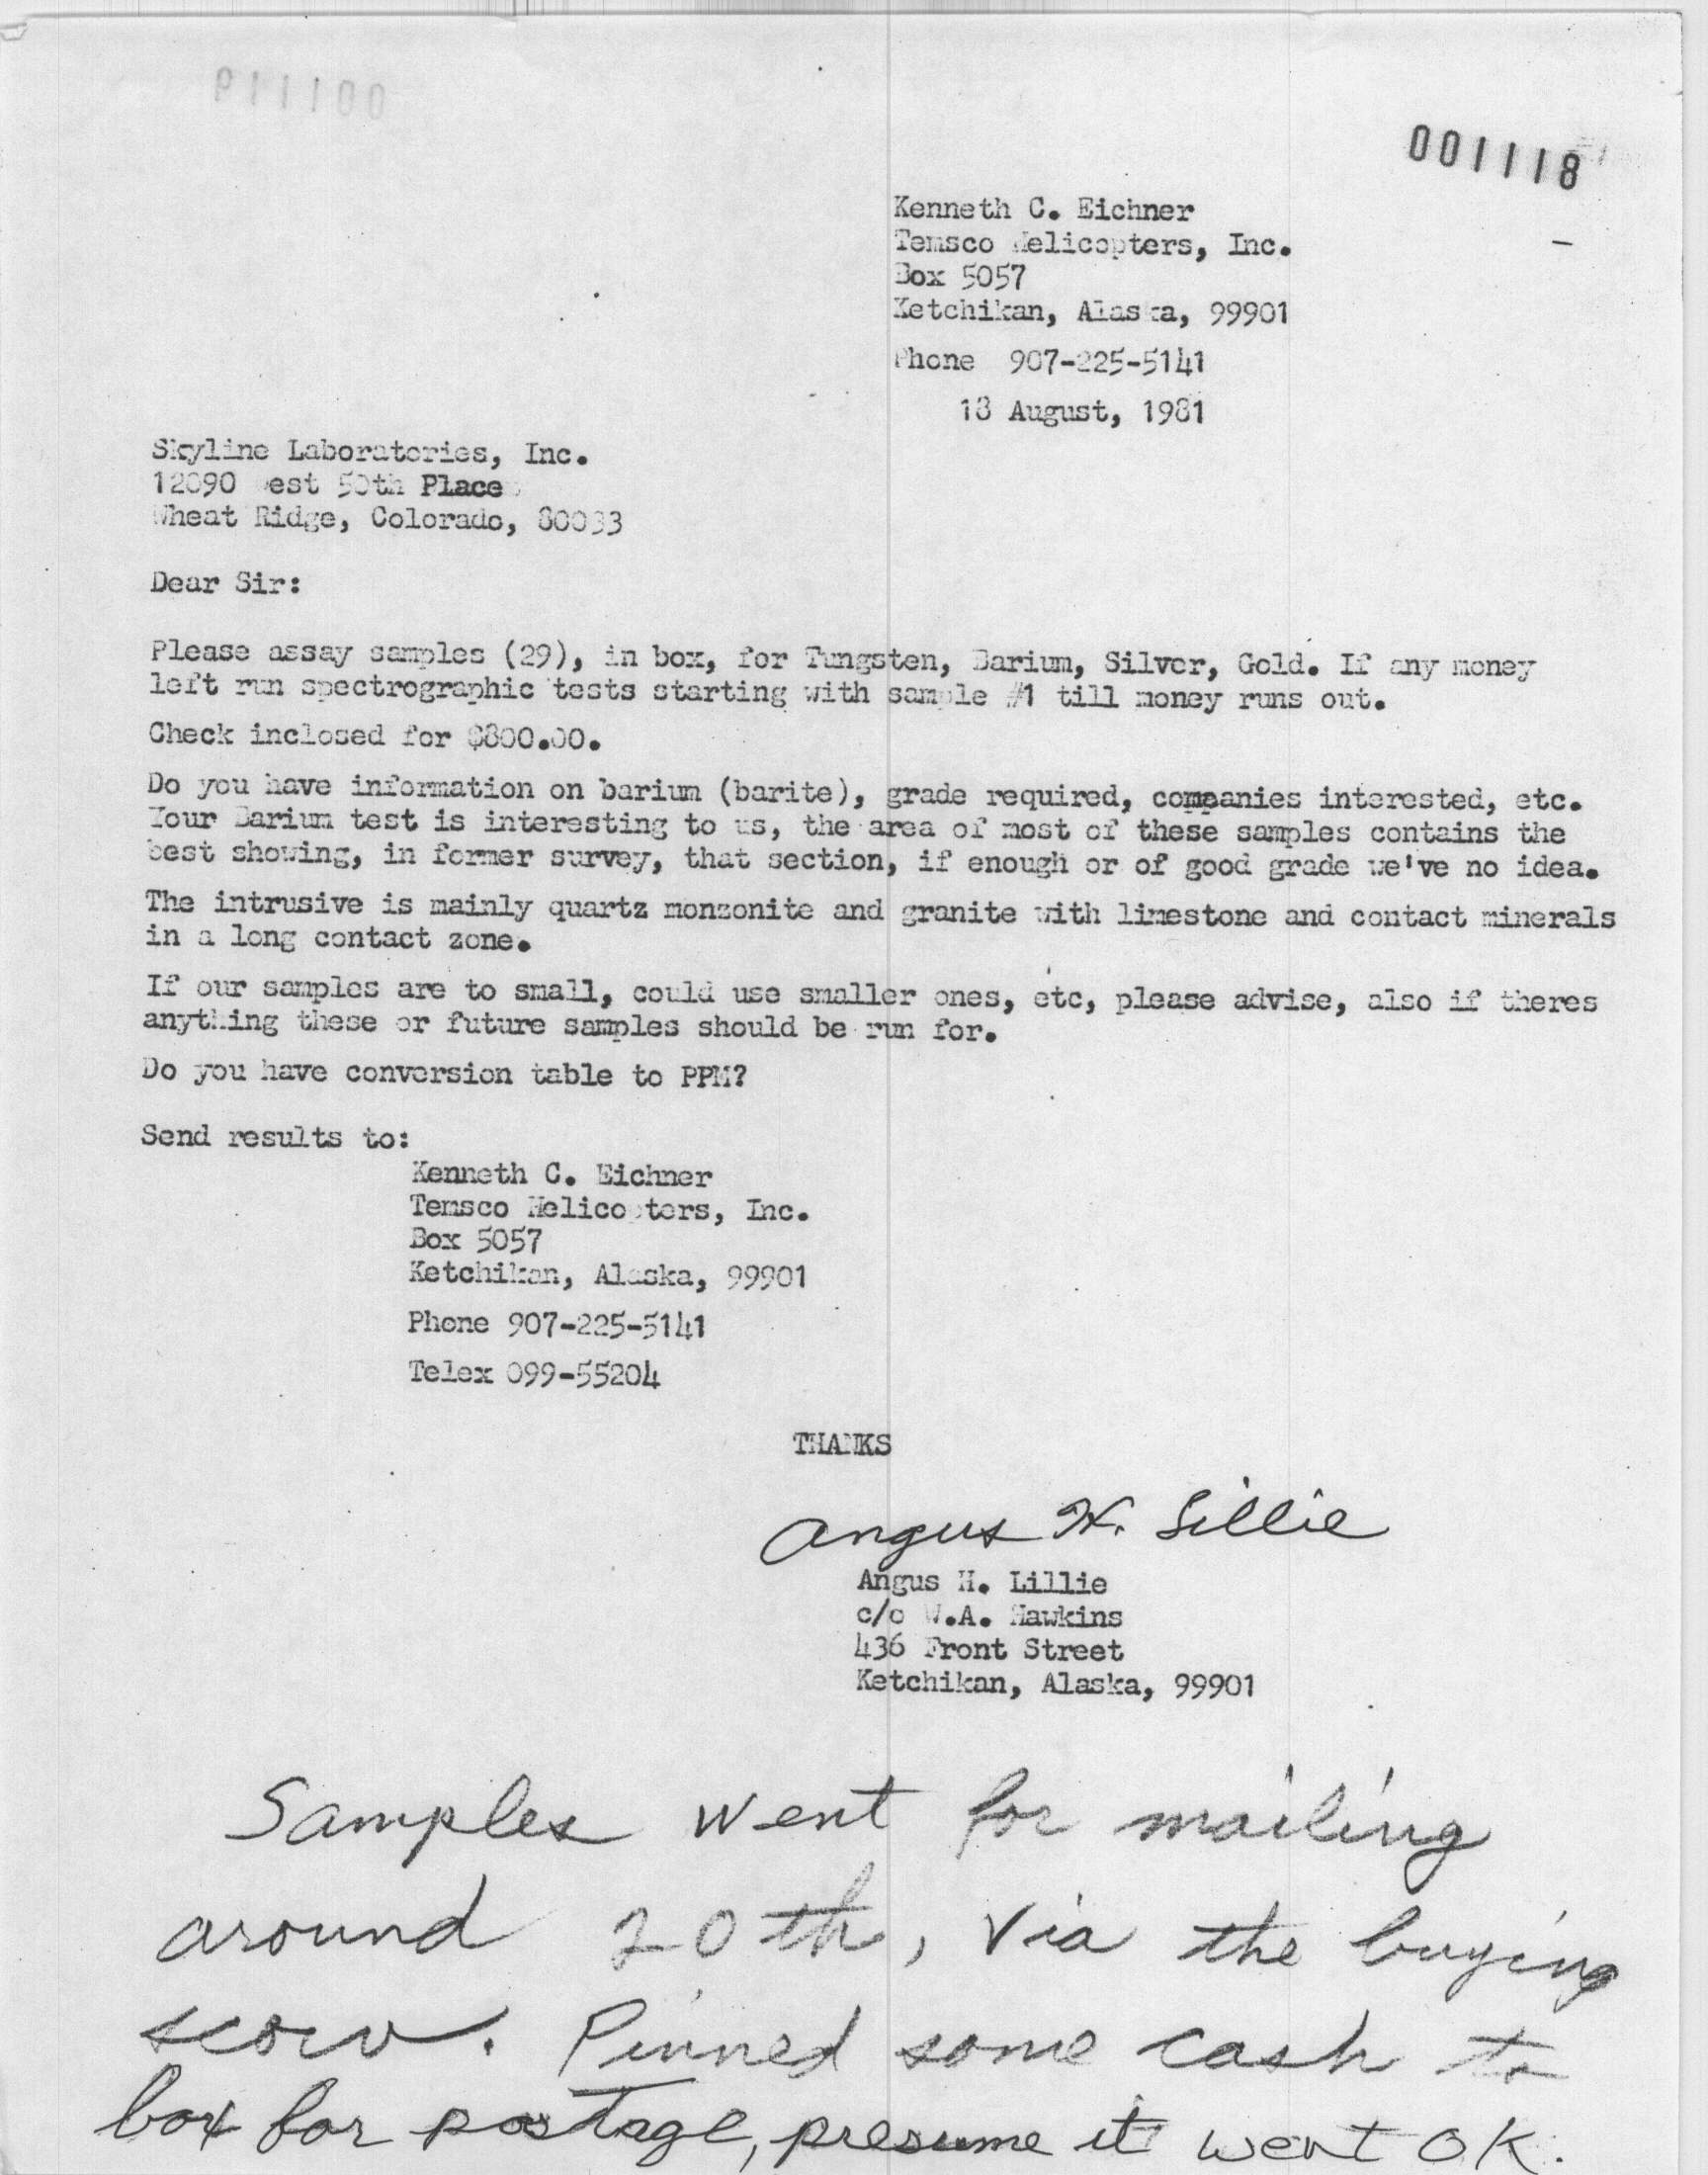 001119
001118
Kenneth C. Eichner
Temsco Helicopters, Inc.
Box 5057
Ketchikan, Alaska, 99901
Phone 907-225-5141
18 August, 1981
Skyline Laboratories, Inc.
12090 West 50th Place
Wheat Ridge, Colorado, 80033
Dear Sir:
Please assay samples (29), in box, for Tungsten, Barium, Silver, Gold. If any money
left run spectrographic tests starting with sample #1 till money runs out.
Check inclosed for $800.00.
Do you have information on barium (barite), grade required, companies interested, etc.
Your Barium test is interesting to us, the area of most of these samples contains the
best showing, in former survey, that section, if enough or of good grade we've no idea.
The intrusive is mainly quartz monzonite and granite with limestone and contact minerals
in a long contact zone.
If our samples are to small, could use smaller ones, etc, please advise, also if theres
anything these or future samples should be run for.
Do you have conversion table to PPM?
Send results to:
Kenneth C. Eichner
Temsco Helicopters, Inc.
Box 5057
Ketchikan, Alaska, 99901
Phone 907-225-5141
Telex 099-55204
THANKS
Angus H. Lillie
Angus H. Lillie
c/o W.A. Hawkins
436 Front Street
Ketchikan, Alaska, 99901
Samples went for mailing
around 20th, via the buying
scow. Pinned some cash to
box for postage, presume it went OK.